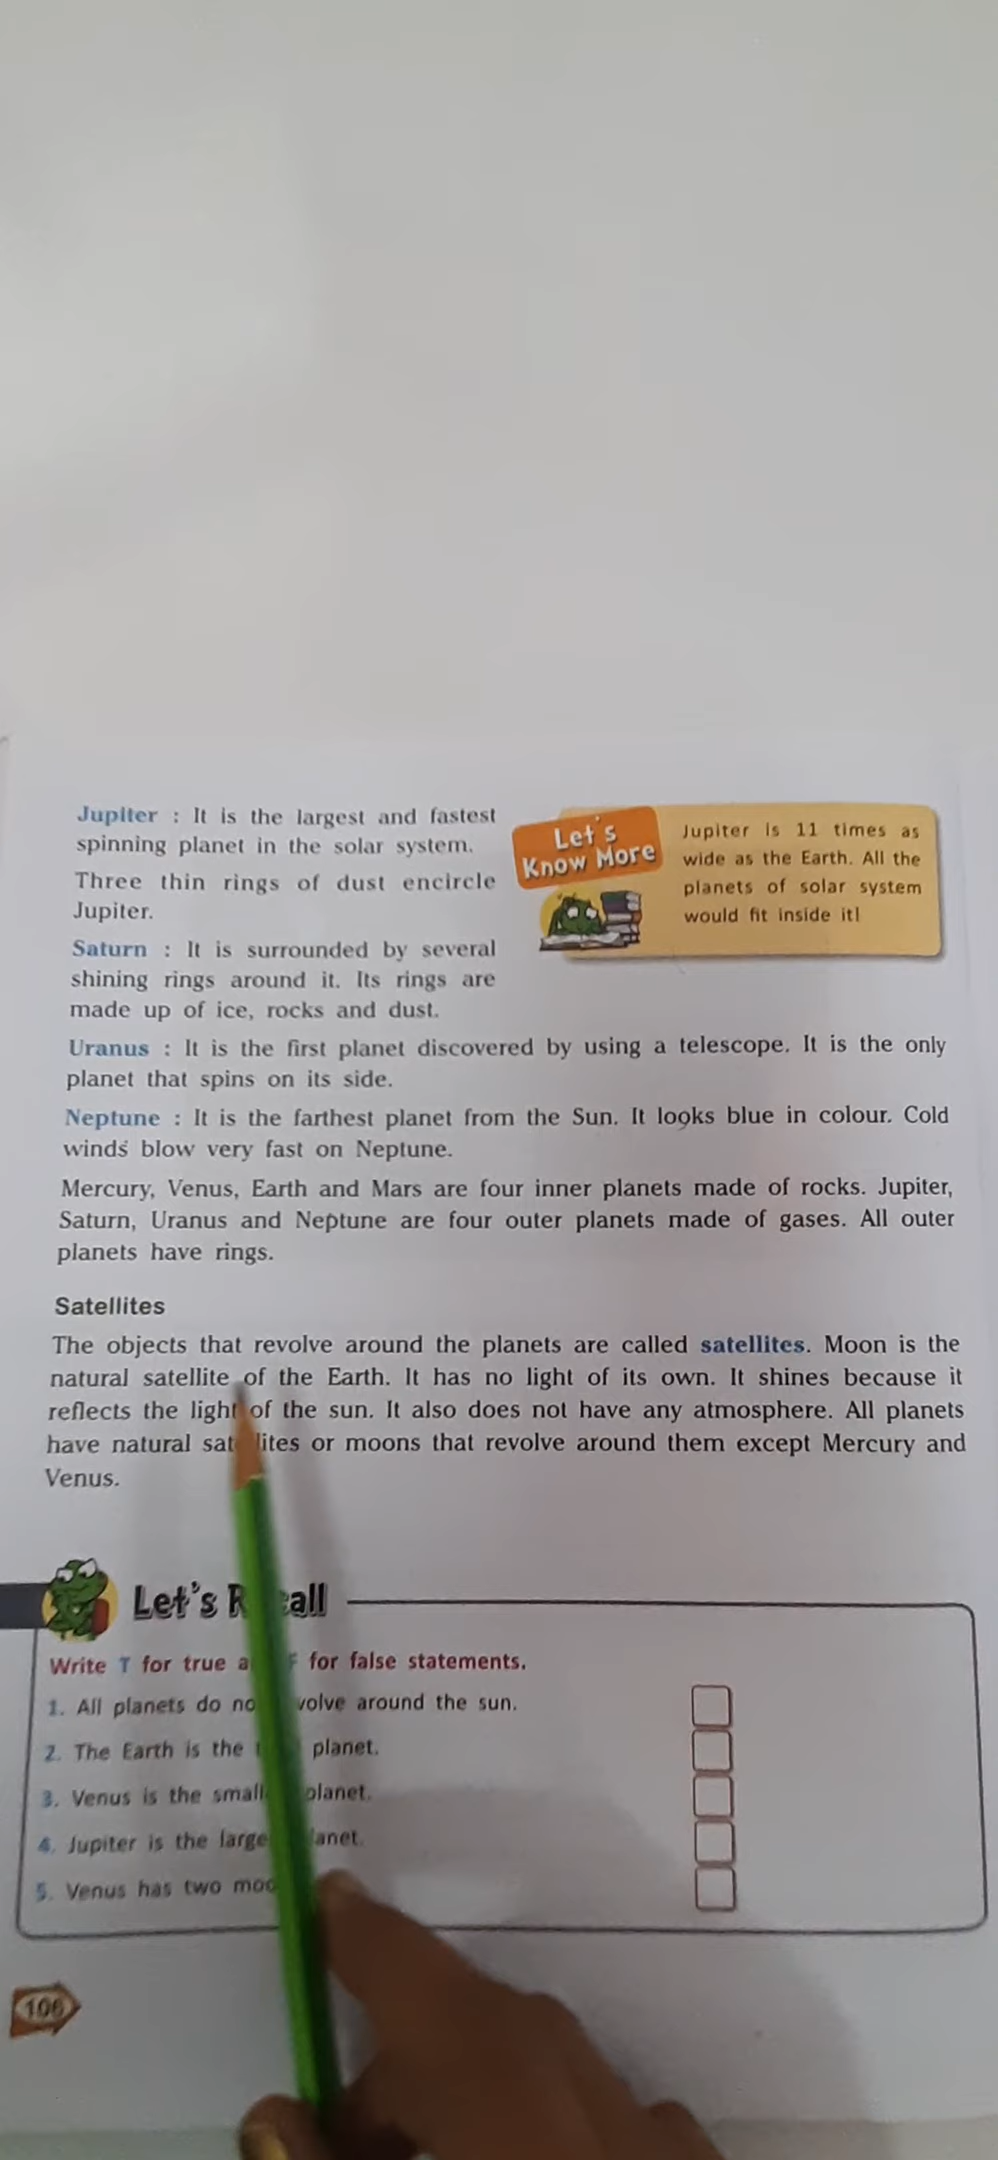 Jupiter : It is the largest and fastest
spinning planet in the solar system.
Three thin rings of dust encircle
Jupiter.
Let's
Know More
Jupiter is 11 times as
wide as the Earth. All the
planets of solar system
would fit inside it!
Saturn : It is surrounded by several
shining rings around it. Its rings are
made up of ice, rocks and dust.
Uranus : It is the first planet discovered by using a telescope. It is the only
planet that spins on its side.
Neptune : It is the farthest planet from the Sun. It looks blue in colour. Cold
winds blow very fast on Neptune.
Mercury, Venus, Earth and Mars are four inner planets made of rocks. Jupiter,
Saturn, Uranus and Neptune are four outer planets made of gases. All outer
planets have rings.
Satellites
The objects that revolve around the planets are called satellites. Moon is the
natural satellite of the Earth. It has no light of its own. It shines because it
reflects the light of the sun. It also does not have any atmosphere. All planets
have natural satellites or moons that revolve around them except Mercury and
Venus.
Let's Recall
Write T for true F for false statements.
1. All planets do around the sun.
2. The Earth is the planet.
3. Venus is the planet.
4. Jupiter is the planet.
5. Venus has two
106